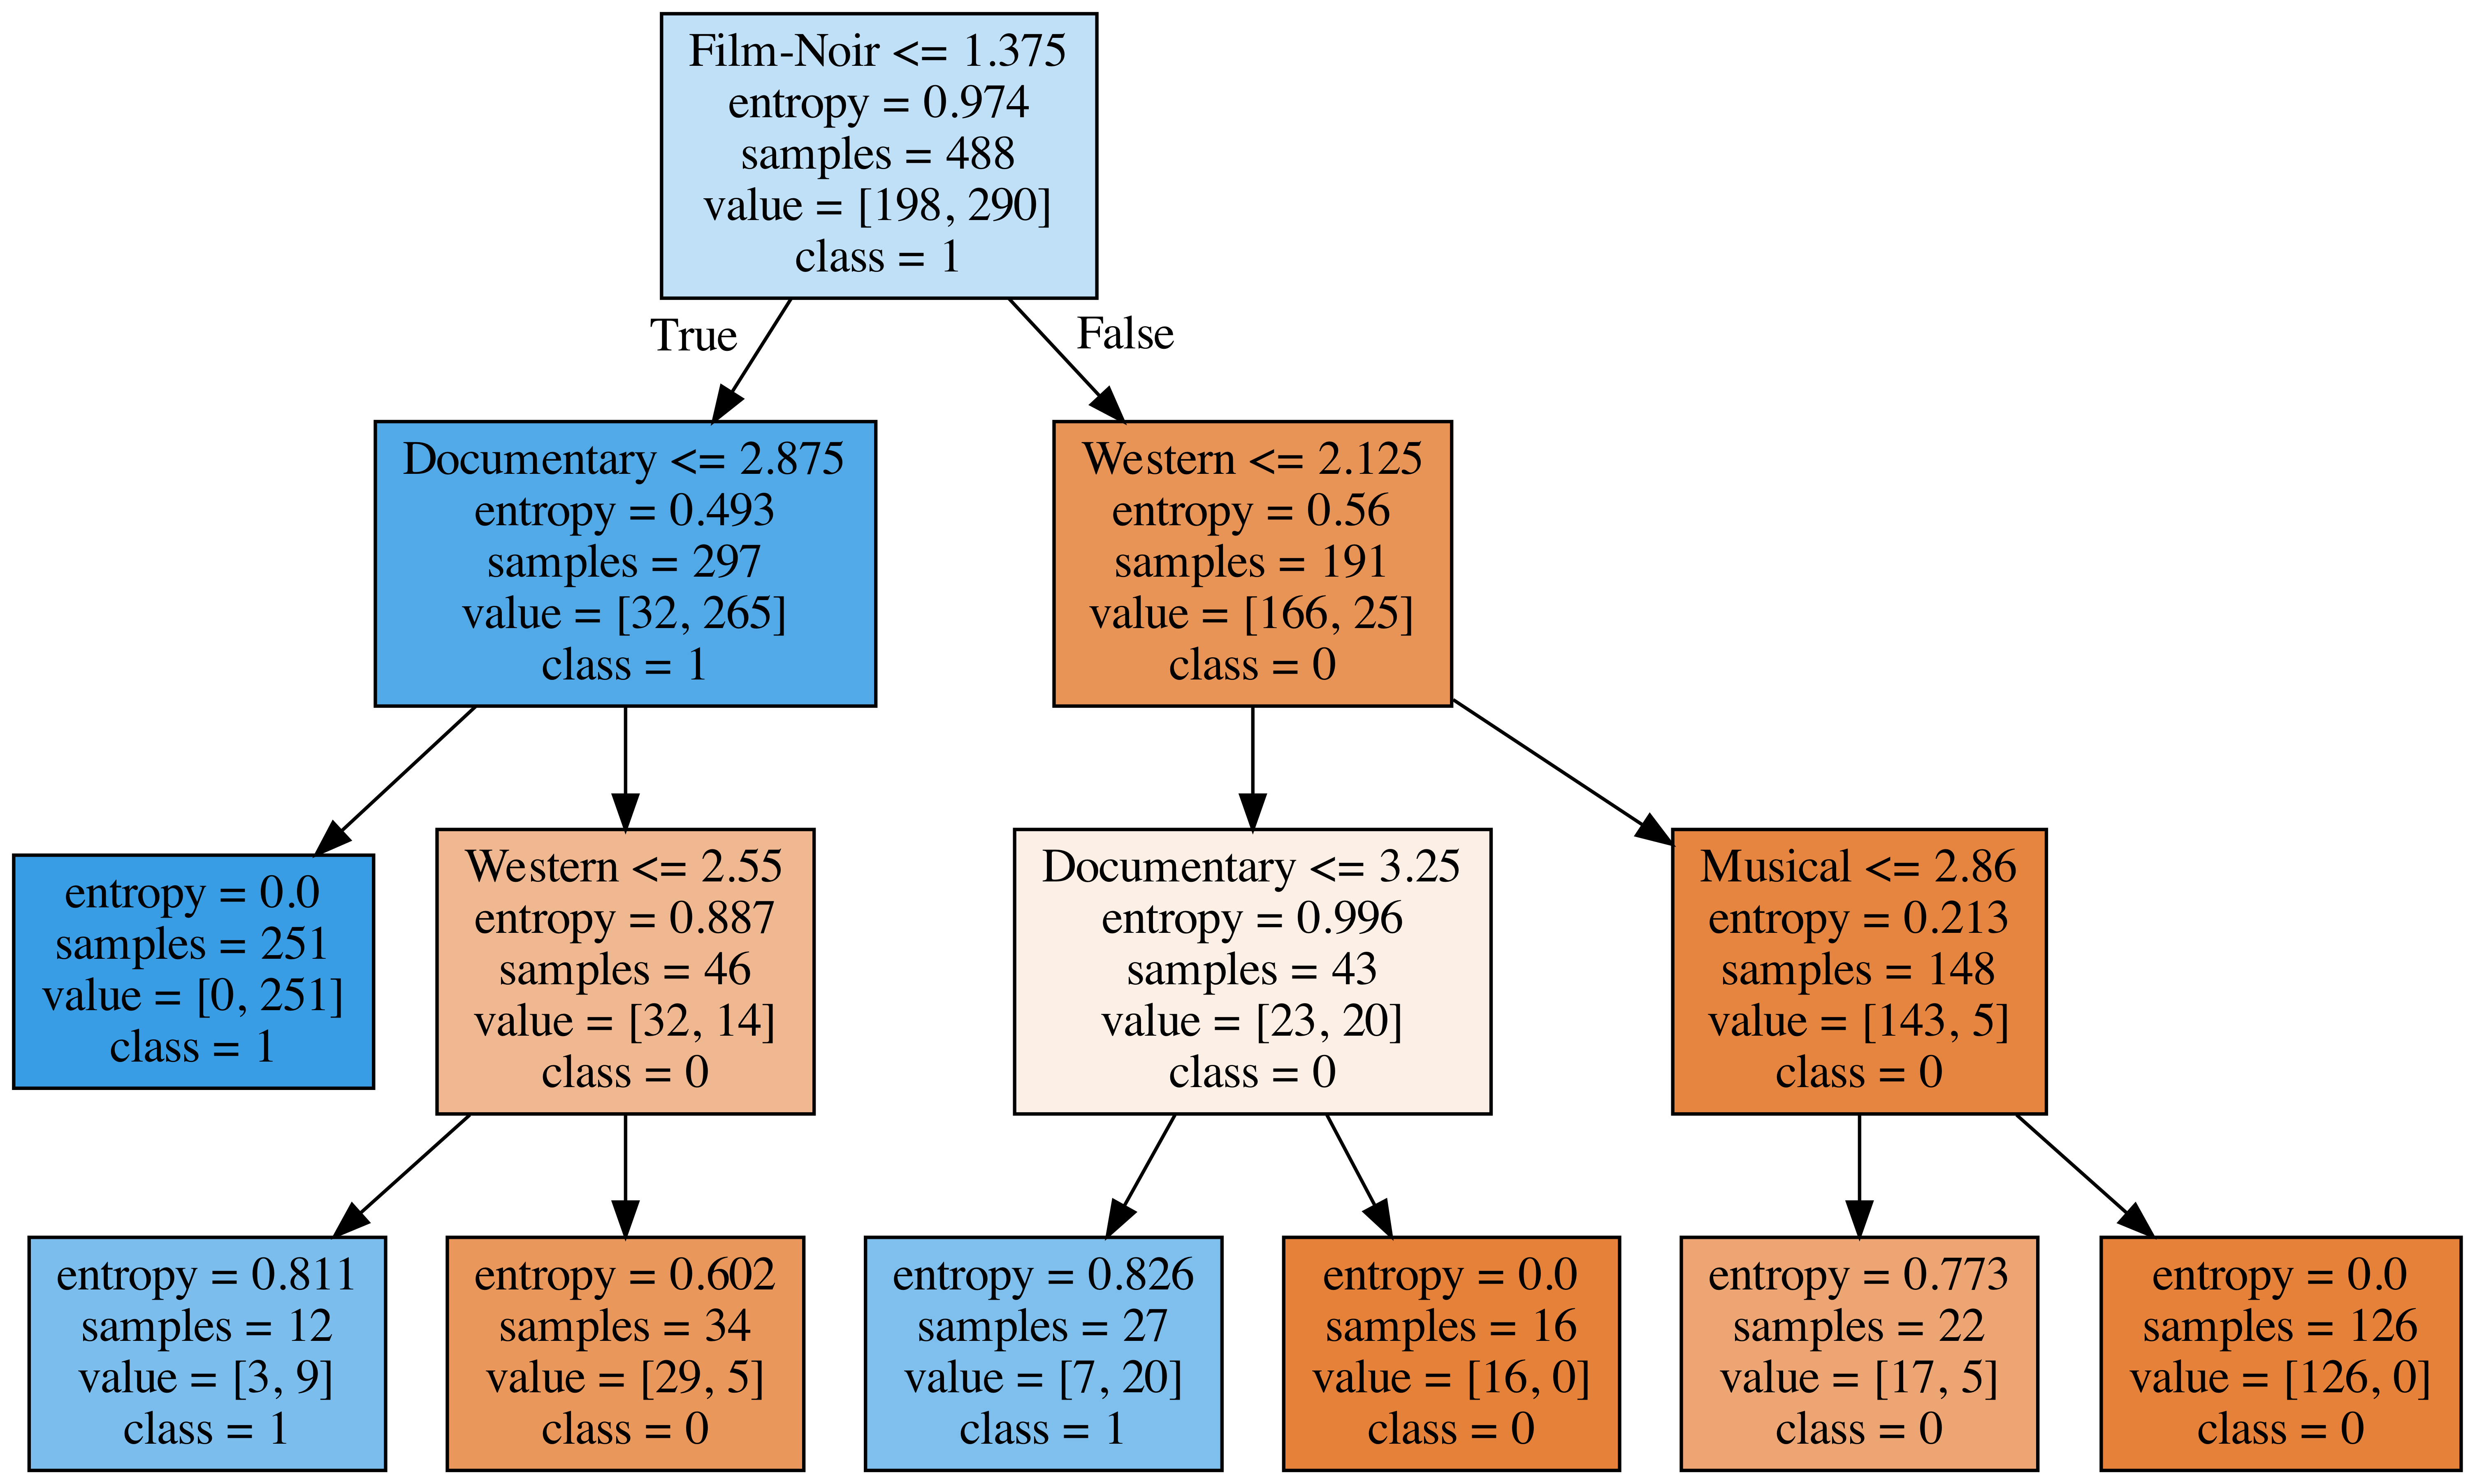 Film-Noir <= 1.375
entropy = 0.974
samples = 488
value = [198, 290]
class = 1
True
False
Documentary <= 2.875
entropy = 0.493
samples = 297
value = [32, 265]
class = 1
Western <= 2.125
entropy = 0.56
samples = 191
value = [166, 25]
class = 0
entropy = 0.0
samples = 251
value = [0, 251]
class = 1
Western <= 2.55
entropy = 0.887
samples = 46
value = [32, 14]
class = 0
Documentary <= 3.25
entropy = 0.996
samples = 43
value = [23, 20]
class = 0
Musical <= 2.86
entropy = 0.213
samples = 148
value = [143, 5]
class = 0
entropy = 0.811
samples = 12
value = [3, 9]
class = 1
entropy = 0.602
samples = 34
value = [29, 5]
class = 0
entropy = 0.826
samples = 27
value = [7, 20]
class = 1
entropy = 0.0
samples = 16
value = [16, 0]
class = 0
entropy = 0.773
samples = 22
value = [17, 5]
class = 0
entropy = 0.0
samples = 126
value = [126, 0]
class = 0